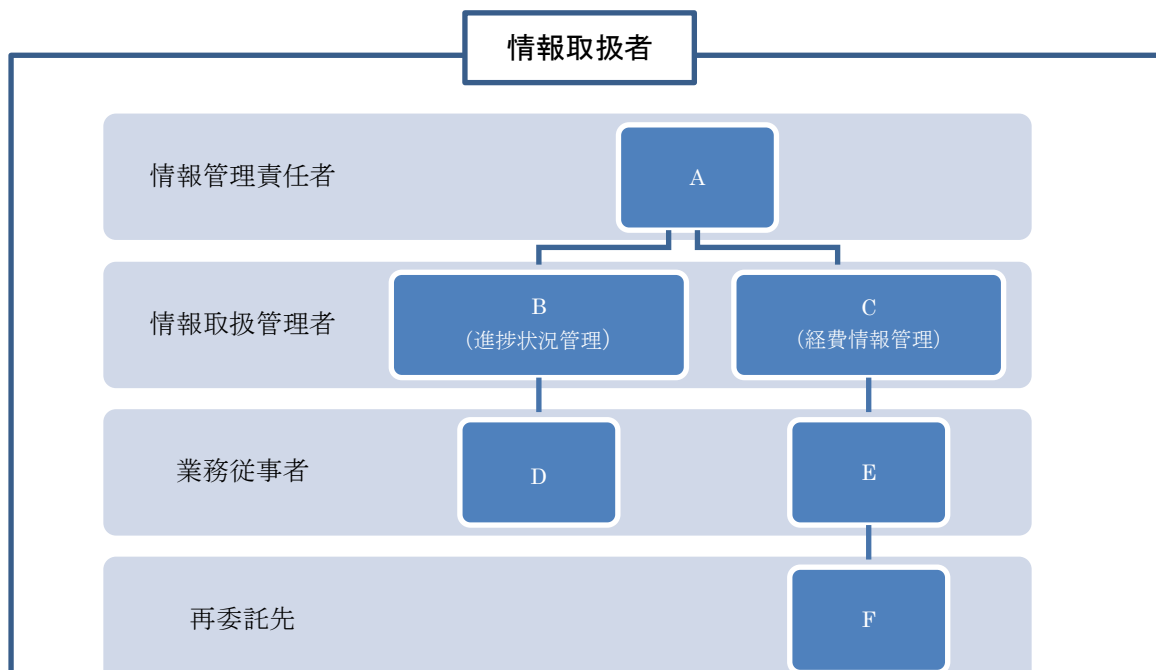 情報取扱者
情報管理責任者
A
情報取扱管理者
B
（進捗状況管理）
C
（経費情報管理）
業務従事者
D
E
再委託先
F